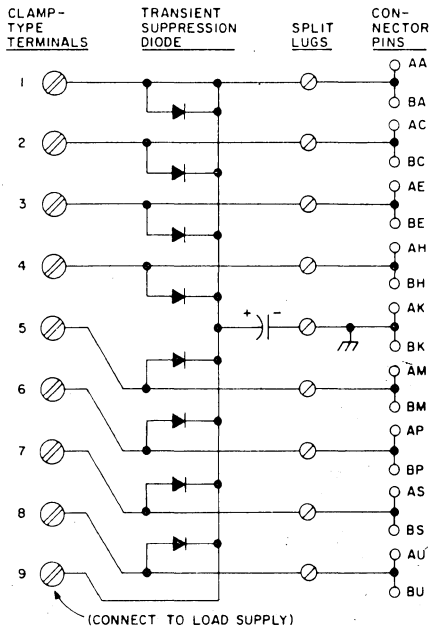 CLAMP-
TYPE
TERMINALS
TRANSIENT
SUPPRESSION
DIODE
SPLIT
LUGS
CON-
NECTOR
PINS
1
AA
BA
2
AC
BC
3
AE
BE
4
AH
BH
5
+
-
AK
BK
6
AM
BM
7
AP
BP
8
AS
BS
9
AU
BU
(CONNECT TO LOAD SUPPLY)